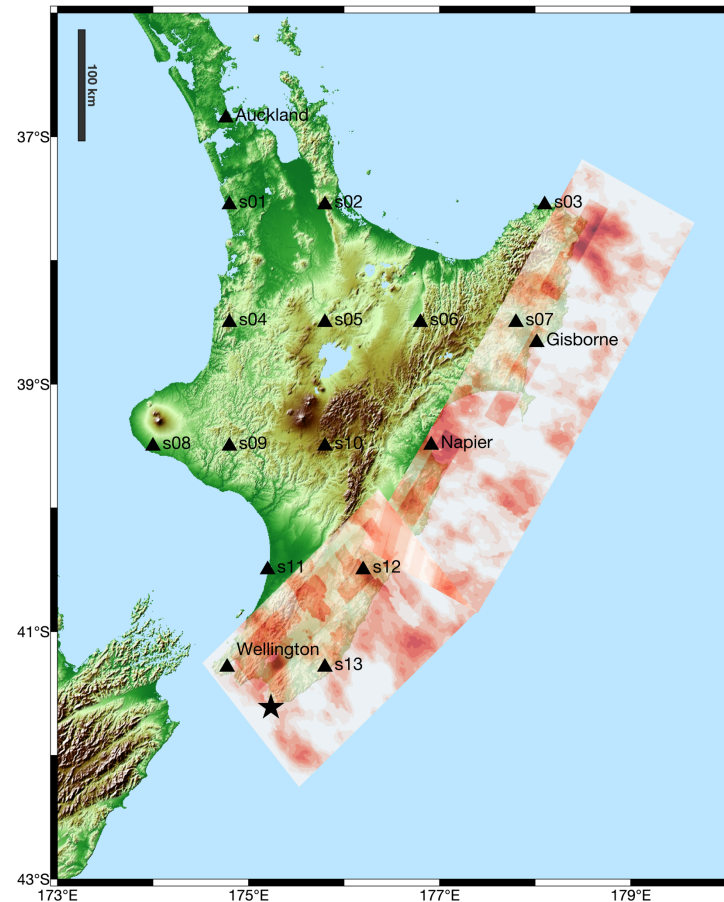 100 km
Auckland
37°S
s01
s02
s03
s04
s05
s06
s07
Gisborne
39°S
s08
s09
s10
Napier
s11
s12
41°S
Wellington
s13
43°S
173°E
175°E
177°E
179°E